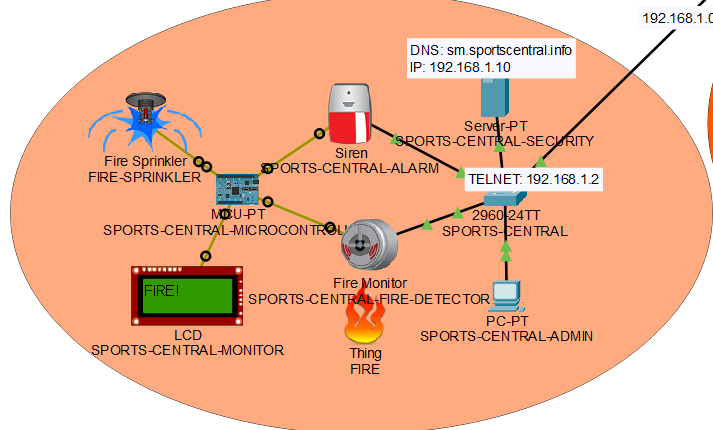 192.168.1.0
DNS: sm.sportscentral.info
IP: 192.168.1.10
Server-PT
SPORTS-CENTRAL-SECURITY
Siren
SPORTS-CENTRAL-ALARM
Fire Sprinkler
FIRE-SPRINKLER
TELNET: 192.168.1.2
MCU-PT
SPORTS-CENTRAL-MICROCONTROLL
2960-24TT
SPORTS-CENTRAL
Fire Monitor
SPORTS-CENTRAL-FIRE-DETECTOR
FIRE!
LCD
SPORTS-CENTRAL-MONITOR
PC-PT
SPORTS-CENTRAL-ADMIN
Thing
FIRE